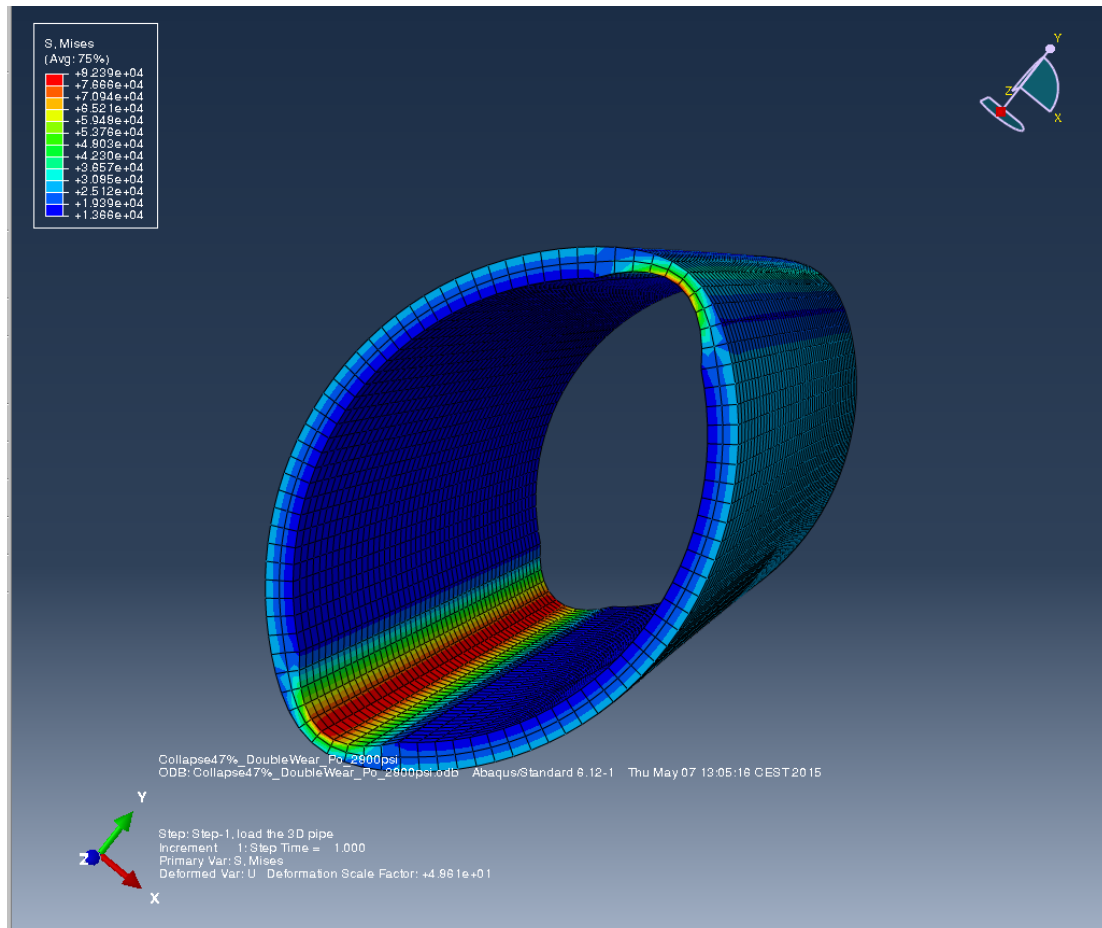 S, Mises
(Avg: 75%)
+8.239e+04
+7.666e+04
+7.094e+04
+6.521e+04
+5.948e+04
+5.376e+04
+4.803e+04
+4.230e+04
+3.657e+04
+3.085e+04
+2.512e+04
+1.939e+04
+1.366e+04
Y
Z
X
Collapse47%_DoubleWear_Po_2900psi
ODB: Collapse47%_DoubleWear_Po_2900psi.odb Abaqus/Standard 6.12-1 Thu May 07 13:05:16 CEST 2015
Y
Z
X
Step: Step-1, load the 3D pipe
Increment 1: Step Time = 1.000
Primary Var: S, Mises
Deformed Var: U Deformation Scale Factor: +4.861e+01